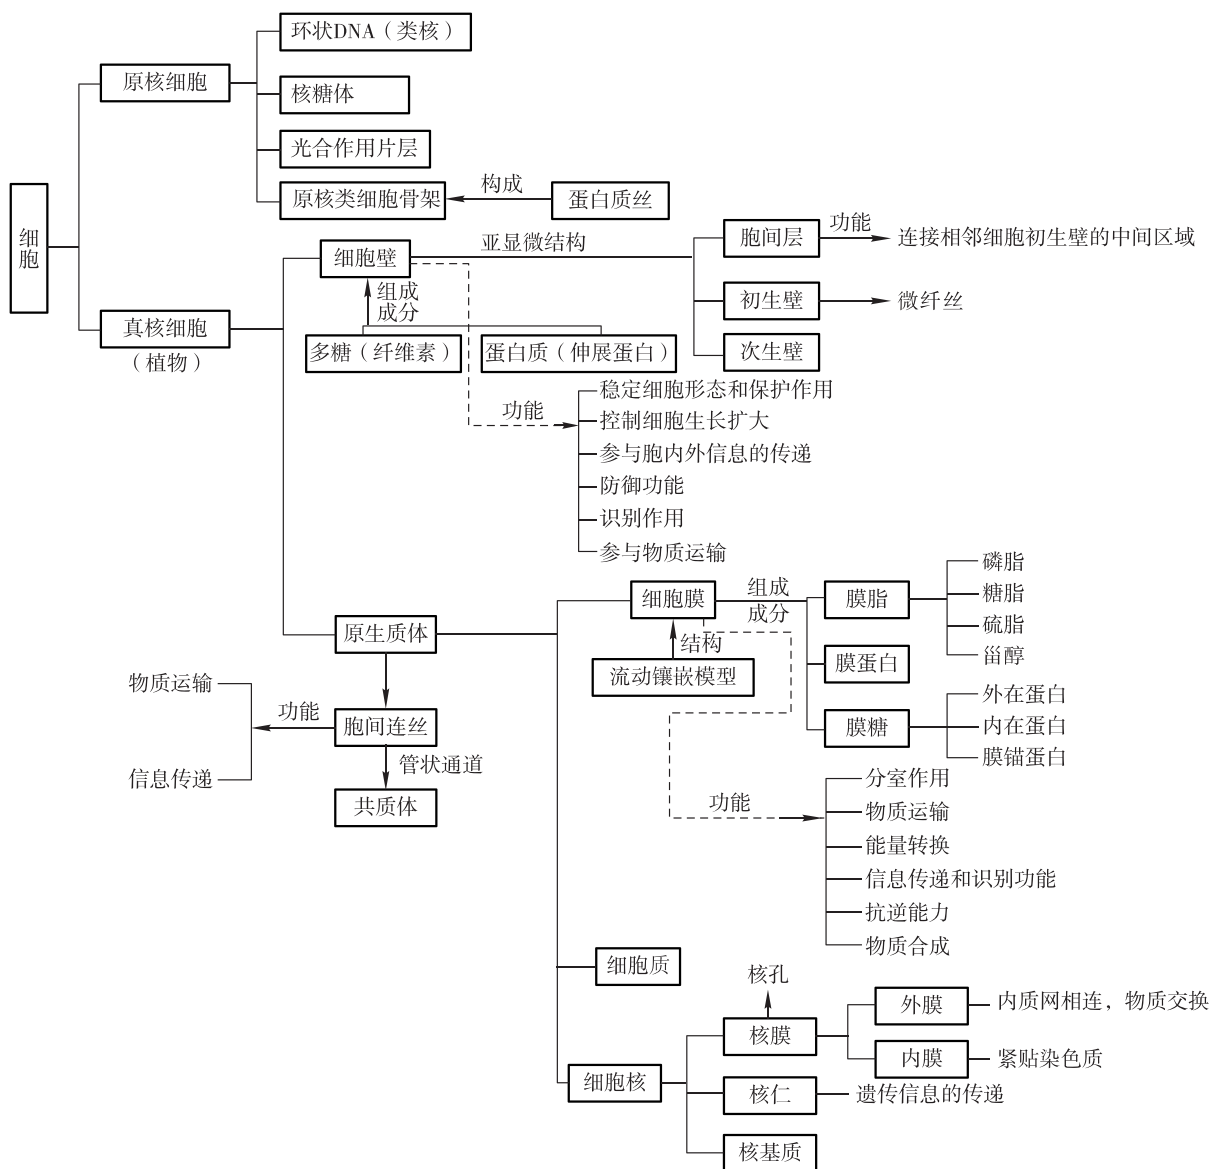 环状DNA（类核）
原核细胞
核糖体
光合作用片层
原核类细胞骨架
构成
蛋白质丝
细
胞
真核细胞
（植物）
细胞壁
亚显微结构
胞间层
功能
连接相邻细胞初生壁的中间区域
初生壁
微纤丝
次生壁
组成
成分
多糖（纤维素）
蛋白质（伸展蛋白）
功能
稳定细胞形态和保护作用
控制细胞生长扩大
参与胞内外信息的传递
防御功能
识别作用
参与物质运输
原生质体
胞间连丝
功能
物质运输
信息传递
管状通道
共质体
细胞膜
组成
成分
结构
流动镶嵌模型
膜脂
磷脂
糖脂
硫脂
甾醇
膜蛋白
膜糖
外在蛋白
内在蛋白
膜锚蛋白
功能
分室作用
物质运输
能量转换
信息传递和识别功能
抗逆能力
物质合成
细胞质
细胞核
核孔
核膜
外膜
内质网相连，物质交换
内膜
紧贴染色质
核仁
遗传信息的传递
核基质